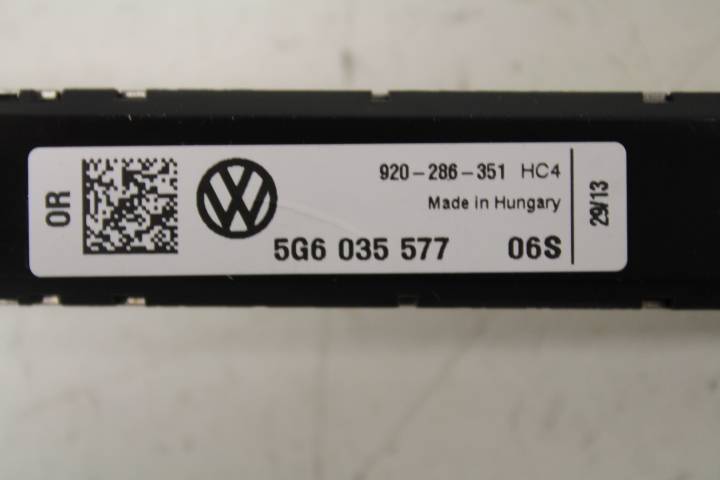 OR
920-286-351 HC4
Made in Hungary
5G6 035 577 06S
29/13